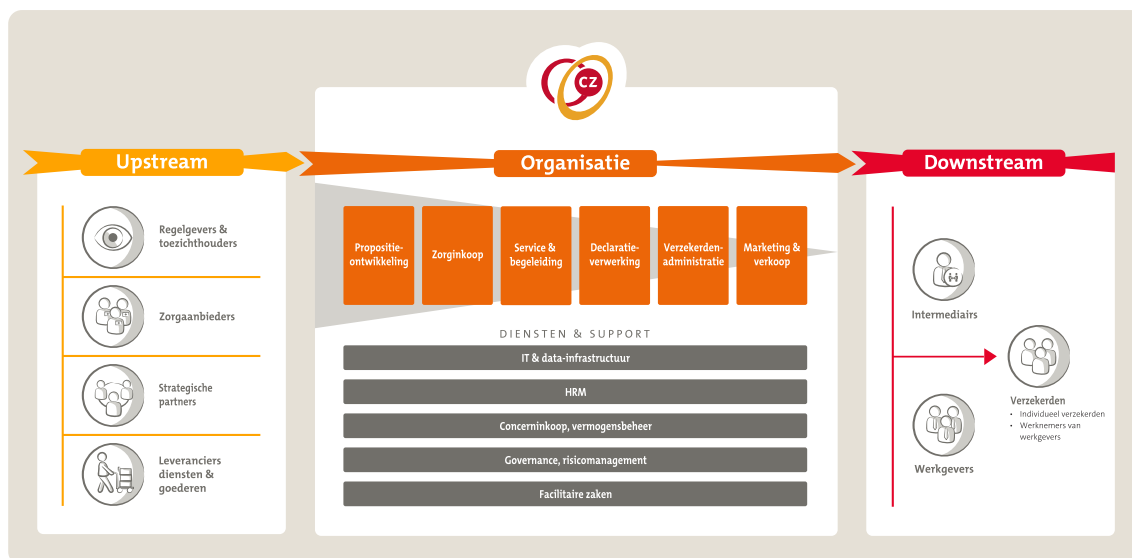 CZ
Upstream
Organisatie
Downstream
Regelgevers &
toezichthouders
Zorgaanbieders
Strategische
partners
Leveranciers
diensten &
goederen
Propositie-
ontwikkeling
Zorginkoop
Service &
begeleiding
Declaratie-
verwerking
Verzekerden-
administratie
Marketing &
verkoop
DIENSTEN & SUPPORT
IT & data-infrastructuur
HRM
Concerninkoop, vermogensbeheer
Governance, risicomanagement
Facilitaire zaken
Intermediairs
Werkgevers
Verzekerden
• Individueel verzekerden
• Werknemers van
werkgevers